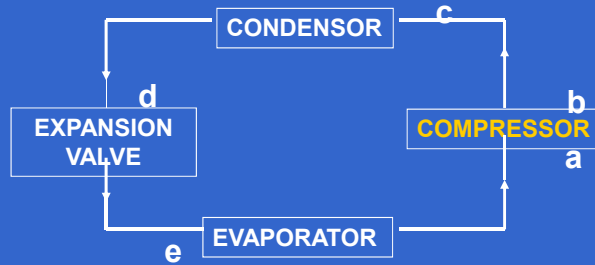 c
CONDENSOR
d
b
EXPANSION
VALVE
COMPRESSOR
a
EVAPORATOR
e